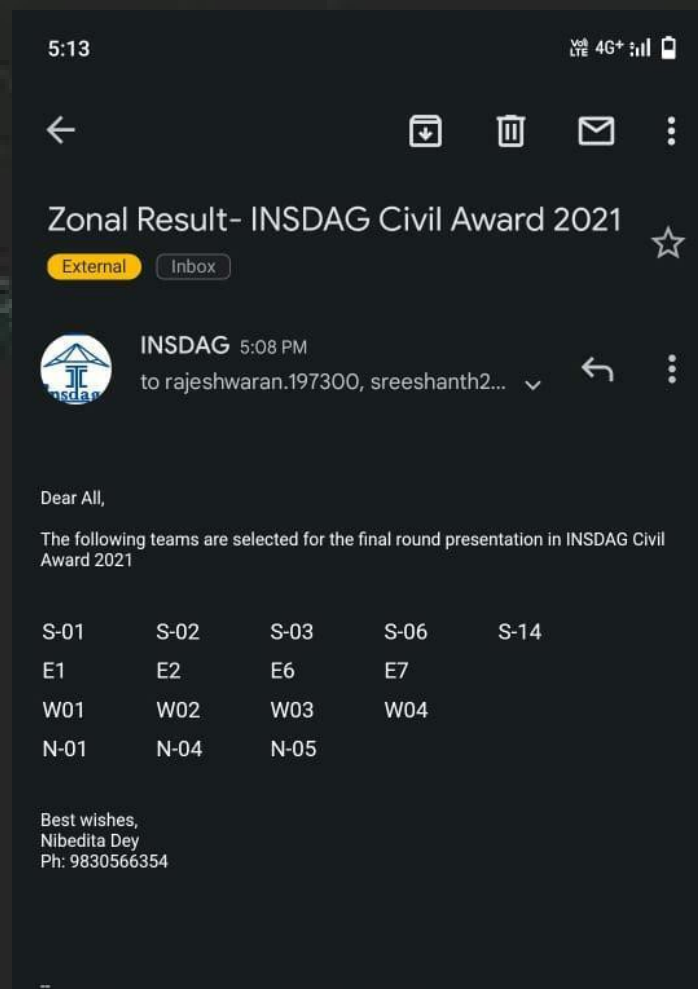 5:13 VoI) LTE 4G+
Zonal Result- INSDAG Civil Award 2021
External Inbox
INSDAG 5:08 PM
insdag to rajeshwaran.197300, sreeshanth2...
Dear All,
The following teams are selected for the final round presentation in INSDAG Civil
Award 2021
S-01 S-02 S-03 S-06 S-14
E1 E2 E6 E7
W01 W02 W03 W04
N-01 N-04 N-05
Best wishes,
Nibedita Dey
Ph: 9830566354
--